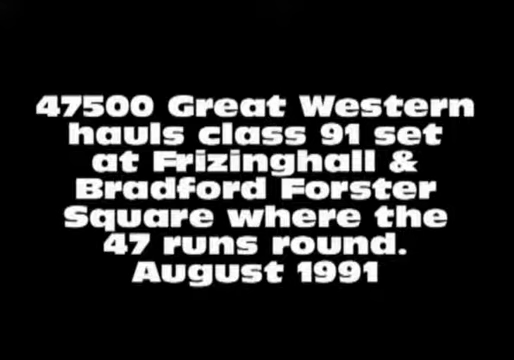 47500 Great Western
hauls class 91 set
at Frizinghall &
Bradford Forster
Square where the
47 runs round.
August 1991